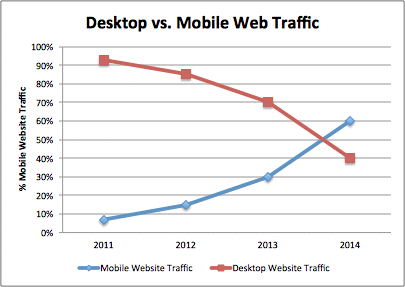 Desktop vs. Mobile Web Traffic
% Mobile Website Traffic
100%
90%
80%
70%
60%
50%
40%
30%
20%
10%
0%
2011 2012 2013 2014
Mobile Website Traffic Desktop Website Traffic